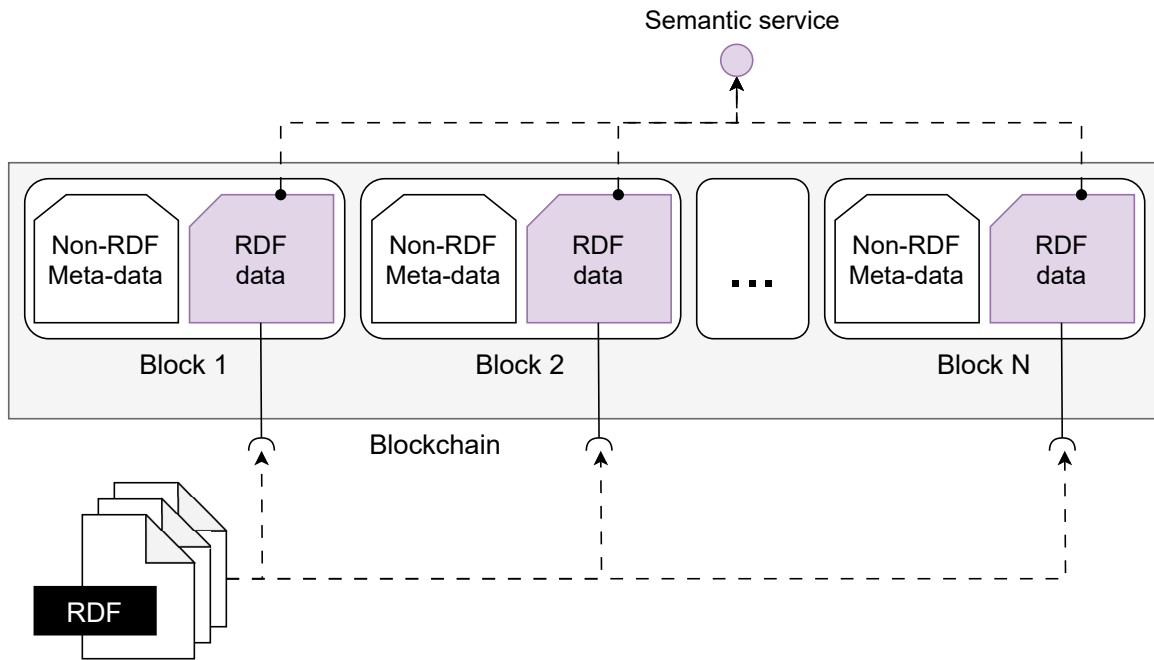 Semantic service
Non-RDF
Meta-data
RDF
data
Non-RDF
Meta-data
RDF
data
...
Non-RDF
Meta-data
RDF
data
Block 1
Block 2
Block N
Blockchain
RDF